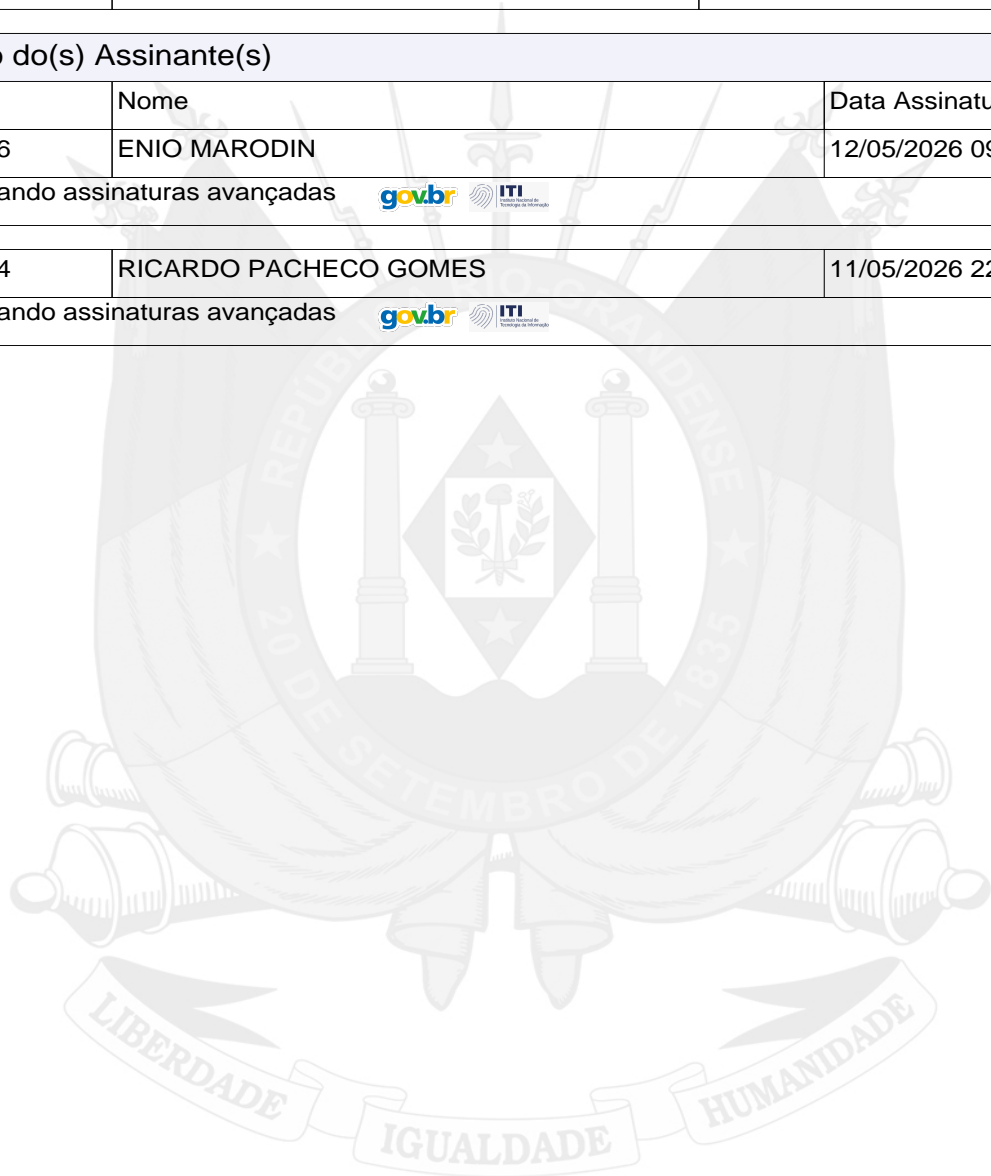 o do(s) Assinante(s)
Nome Data Assinatu
6 ENIO MARODIN 12/05/2026 09
ando assinaturas avançadas gov.br ITI
4 RICARDO PACHECO GOMES 11/05/2026 22
ando assinaturas avançadas gov.br ITI
REPÚBLICA RIO-GRANDENSE
20 DE SETEMBRO DE 1835
LIBERDADE IGUALDADE HUMANIDADE